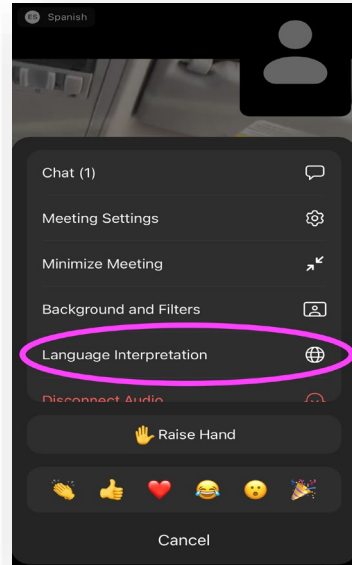 ES Spanish
Chat (1)
Meeting Settings
Minimize Meeting
Background and Filters
Language Interpretation
Disconnect Audio
Raise Hand
Cancel